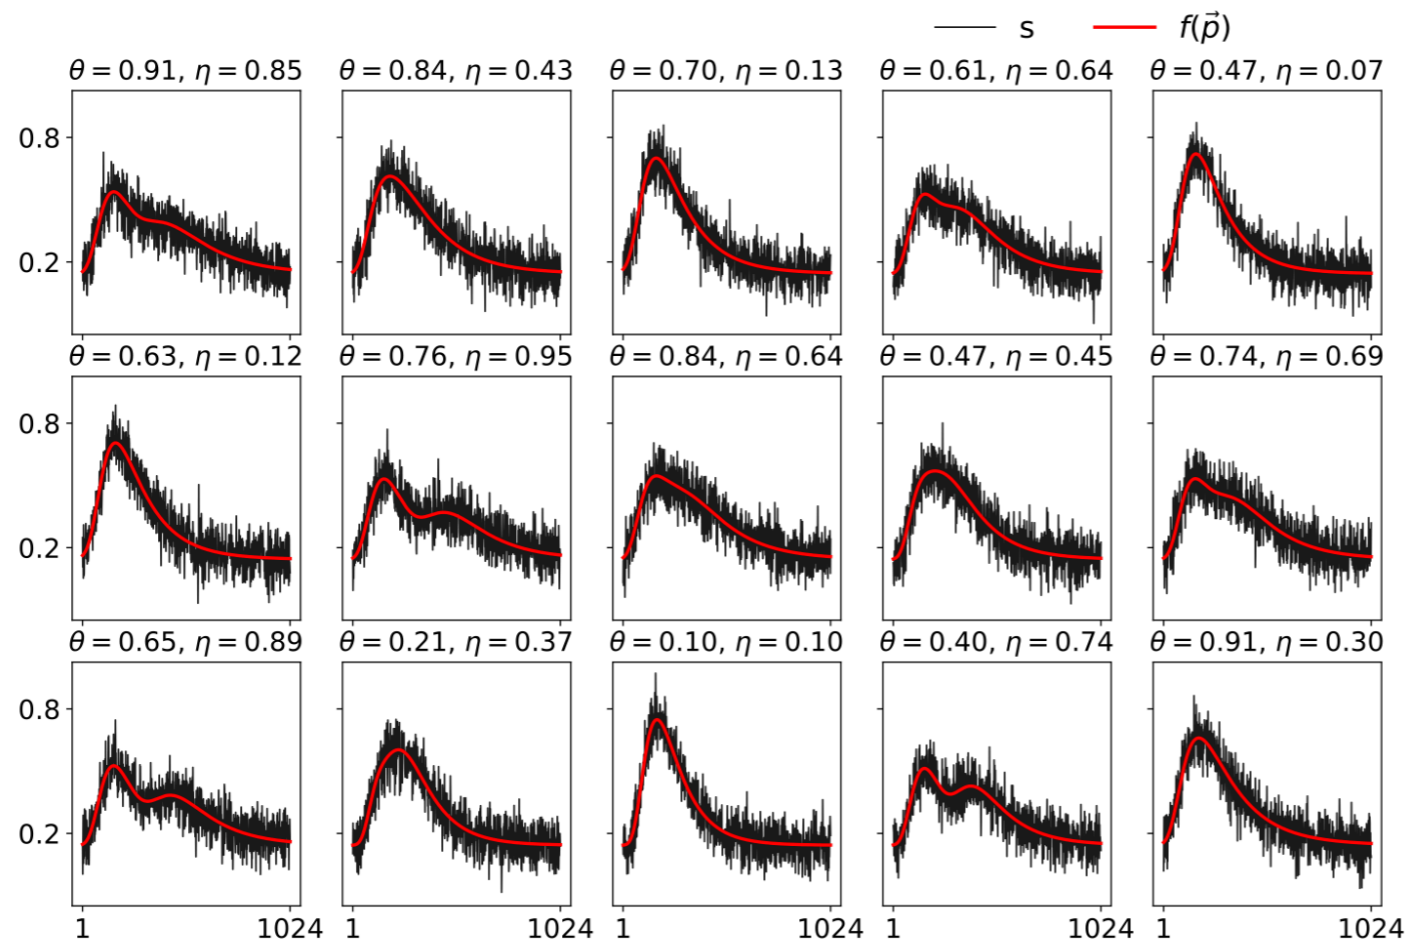 s f(p⃗)
θ = 0.91, η = 0.85 θ = 0.84, η = 0.43 θ = 0.70, η = 0.13 θ = 0.61, η = 0.64 θ = 0.47, η = 0.07
0.8
0.2
θ = 0.63, η = 0.12 θ = 0.76, η = 0.95 θ = 0.84, η = 0.64 θ = 0.47, η = 0.45 θ = 0.74, η = 0.69
0.8
0.2
θ = 0.65, η = 0.89 θ = 0.21, η = 0.37 θ = 0.10, η = 0.10 θ = 0.40, η = 0.74 θ = 0.91, η = 0.30
0.8
0.2
1 1024 1 1024 1 1024 1 1024 1 1024